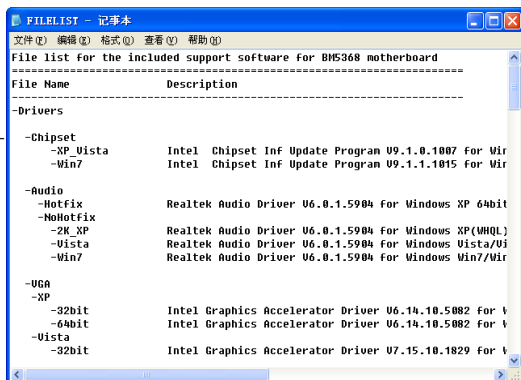 FILELIST - 记事本
文件(F) 编辑(E) 格式(O) 查看(V) 帮助(H)
File list for the included support software for BM5368 motherboard
===================================================================
File Name Description
-------------------------------------------------------------------
-Drivers
-Chipset
-XP_Vista Intel Chipset Inf Update Program V9.1.0.1007 for Win
-Win7 Intel Chipset Inf Update Program V9.1.1.1015 for Win
-Audio
-Hotfix Realtek Audio Driver V6.0.1.5904 for Windows XP 64bit
-NoHotfix
-2K_XP Realtek Audio Driver V6.0.1.5904 for Windows XP(WHQL)
-Vista Realtek Audio Driver V6.0.1.5904 for Windows Vista/Vi
-Win7 Realtek Audio Driver V6.0.1.5904 for Windows Win7/Win
-VGA
-XP
-32bit Intel Graphics Accelerator Driver V6.14.10.5082 for
-64bit Intel Graphics Accelerator Driver V6.14.10.5082 for
-Vista
-32bit Intel Graphics Accelerator Driver V7.15.10.1829 for